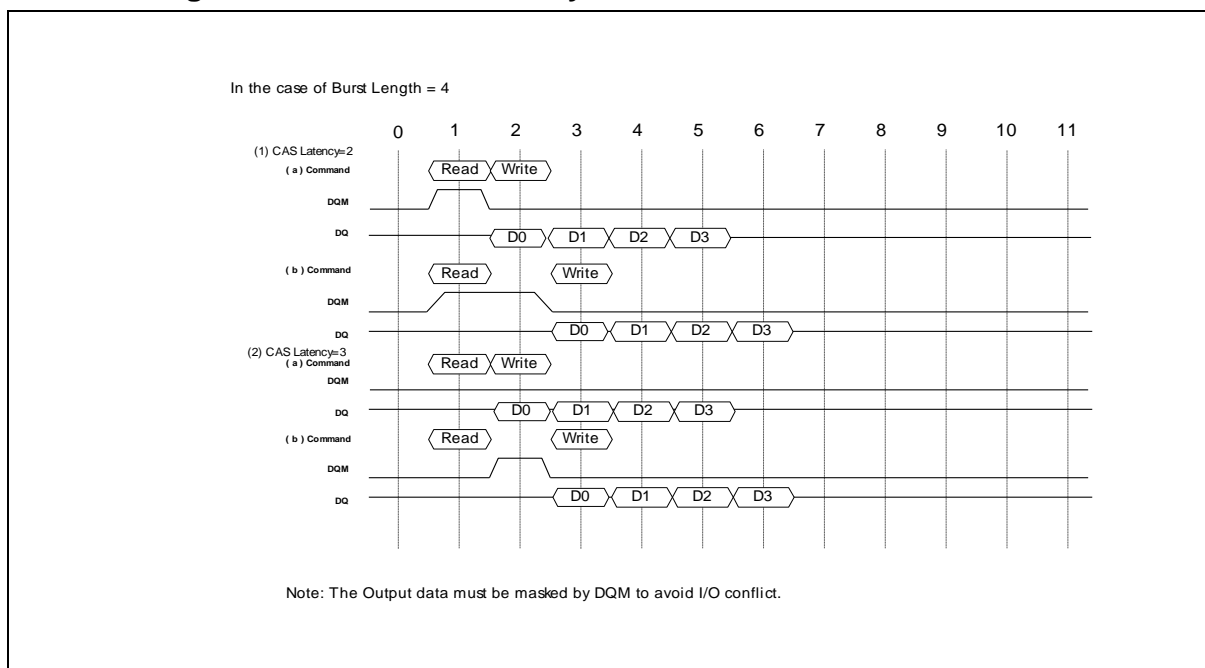 In the case of Burst Length = 4
0 1 2 3 4 5 6 7 8 9 10 11
(1) CAS Latency=2
( a ) Command Read Write
DQM
DQ D0 D1 D2 D3
( b ) Command Read Write
DQM
DQ D0 D1 D2 D3
(2) CAS Latency=3
( a ) Command Read Write
DQM
DQ D0 D1 D2 D3
( b ) Command Read Write
DQM
DQ D0 D1 D2 D3
Note: The Output data must be masked by DQM to avoid I/O conflict.